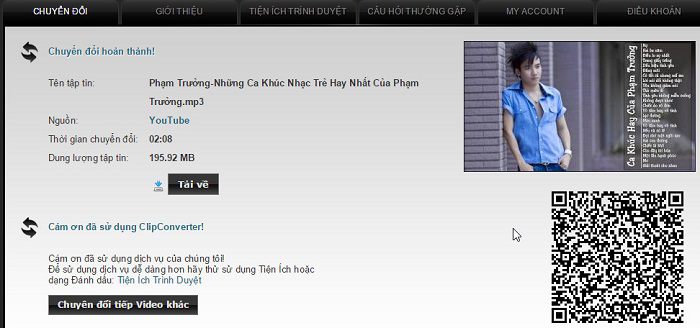 CHUYỂN ĐỔI
GIỚI THIỆU
TIỆN ÍCH TRÌNH DUYỆT
CÂU HỎI THƯỜNG GẶP
MY ACCOUNT
ĐIỀU KHOẢN
Chuyển đổi hoàn thành!
Tên tập tin: Phạm Trưởng-Những Ca Khúc Nhạc Trẻ Hay Nhất Của Phạm
Trưởng.mp3
Nguồn: YouTube
Thời gian chuyển đổi: 02:08
Dung lượng tập tin: 195.92 MB
Tải về
Ca Khúc Hay Của Phạm Trưởng
Cảm ơn đã sử dụng ClipConverter!
Cảm ơn đã sử dụng dịch vụ của chúng tôi!
Để sử dụng dịch vụ dễ dàng hơn hãy thử sử dụng Tiện Ích hoặc
dạng Đánh dấu: Tiện Ích Trình Duyệt
Chuyển đổi tiếp Video khác